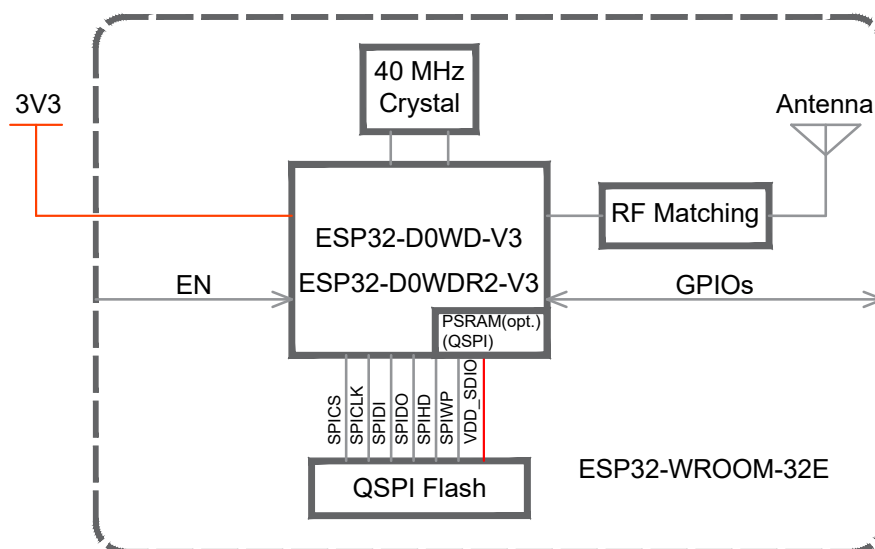 40 MHz
Crystal
3V3
Antenna
RF Matching
ESP32-D0WD-V3
ESP32-D0WDR2-V3
EN
GPIOs
PSRAM(opt.)
(QSPI)
SPICS
SPICLK
SPIDI
SPIDO
SPIHD
SPIWP
VDD_SDIO
QSPI Flash
ESP32-WROOM-32E